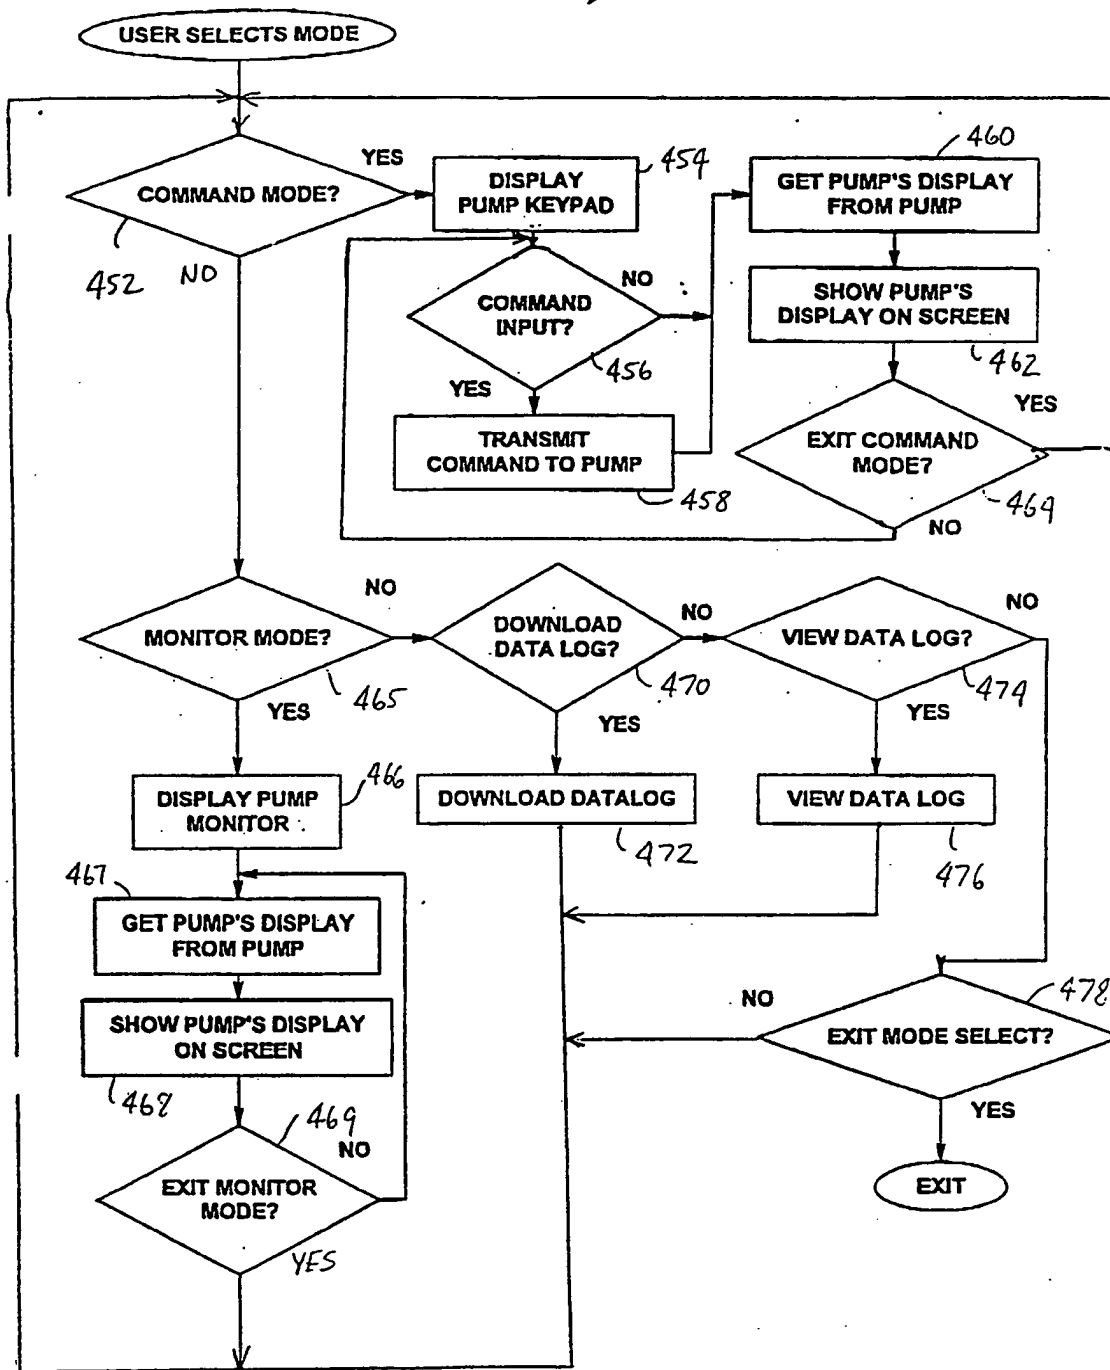 USER SELECTS MODE
COMMAND MODE?
YES
452
NO
DISPLAY
PUMP KEYPAD
454
COMMAND
INPUT?
NO
456
YES
TRANSMIT
COMMAND TO PUMP
458
GET PUMP'S DISPLAY
FROM PUMP
460
SHOW PUMP'S
DISPLAY ON SCREEN
462
EXIT COMMAND
MODE?
YES
464
NO
MONITOR MODE?
NO
465
YES
DOWNLOAD
DATA LOG?
NO
470
YES
VIEW DATA LOG?
NO
474
YES
DISPLAY PUMP
MONITOR
466
DOWNLOAD DATALOG
472
VIEW DATA LOG
476
467
GET PUMP'S DISPLAY
FROM PUMP
SHOW PUMP'S DISPLAY
ON SCREEN
468
469
EXIT MONITOR
MODE?
NO
YES
478
EXIT MODE SELECT?
NO
YES
EXIT